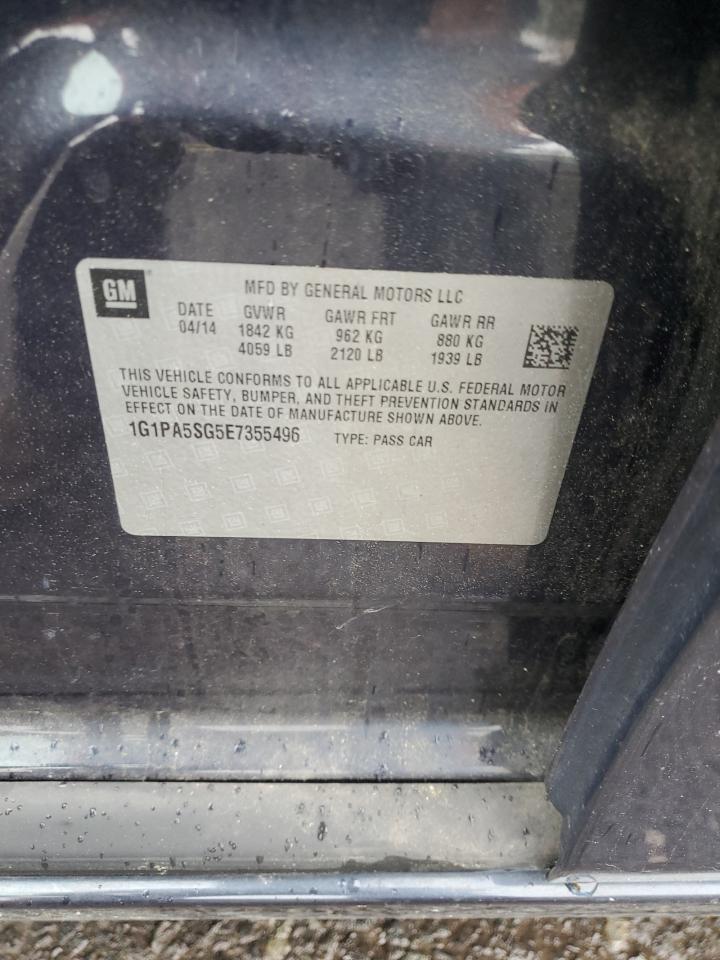 GM
MFD BY GENERAL MOTORS LLC
DATE GVWR GAWR FRT GAWR RR
04/14 1842 KG 962 KG 880 KG
4059 LB 2120 LB 1939 LB
THIS VEHICLE CONFORMS TO ALL APPLICABLE U.S. FEDERAL MOTOR
VEHICLE SAFETY, BUMPER, AND THEFT PREVENTION STANDARDS IN
EFFECT ON THE DATE OF MANUFACTURE SHOWN ABOVE.
1G1PA5SG5E7355496 TYPE: PASS CAR